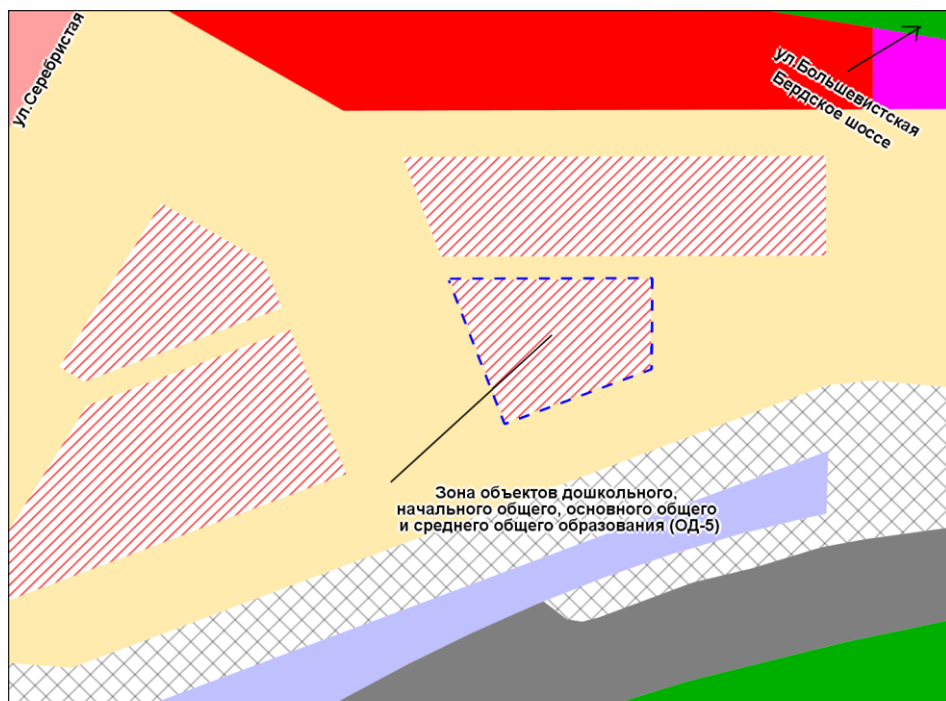 ул.Серебристая
ул.Большевистская
Бердское шоссе
Зона объектов дошкольного,
начального общего, основного общего
и среднего общего образования (ОД-5)